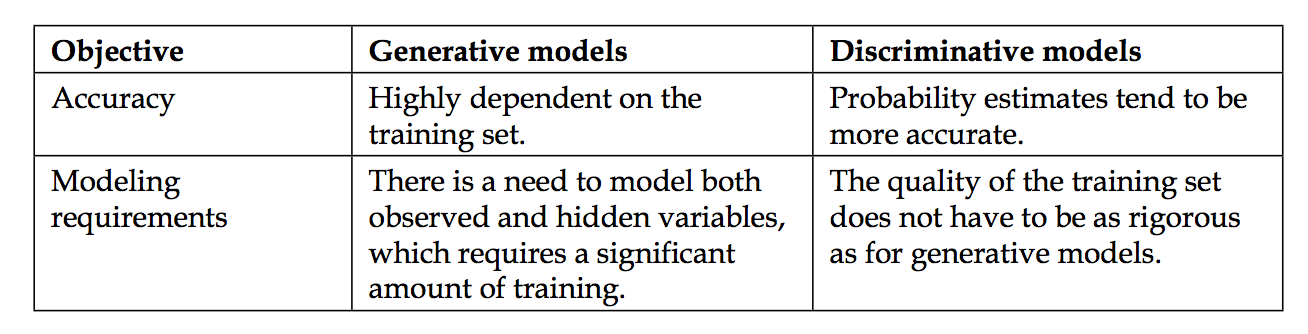 Objective Generative models Discriminative models
Accuracy
Highly dependent on the
training set.
Probability estimates tend to be
more accurate.
Modeling
requirements
There is a need to model both
observed and hidden variables,
which requires a significant
amount of training.
The quality of the training set
does not have to be as rigorous
as for generative models.